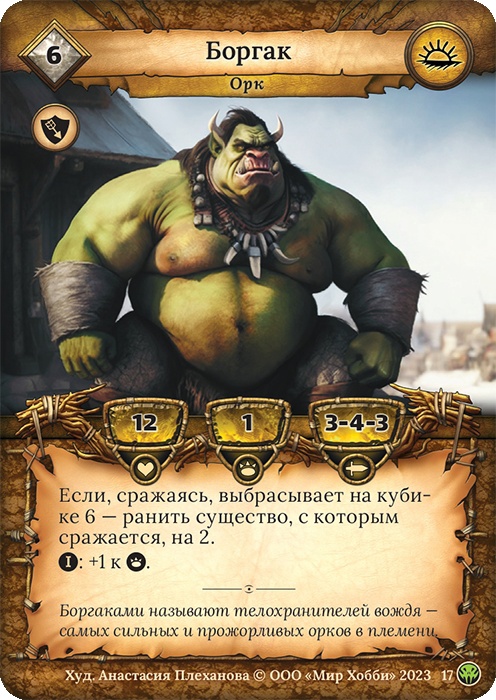 6
Боргак
Орк
12
1
3-4-3
Если, сражаясь, выбрасывает на куби-
ке 6 — ранить существо, с которым
сражается, на 2.
I: +1 к .
Боргаками называют телохранителей вождя —
самых сильных и прожорливых орков в племени.
Худ. Анастасия Плеханова © ООО «Мир Хобби» 2023 17